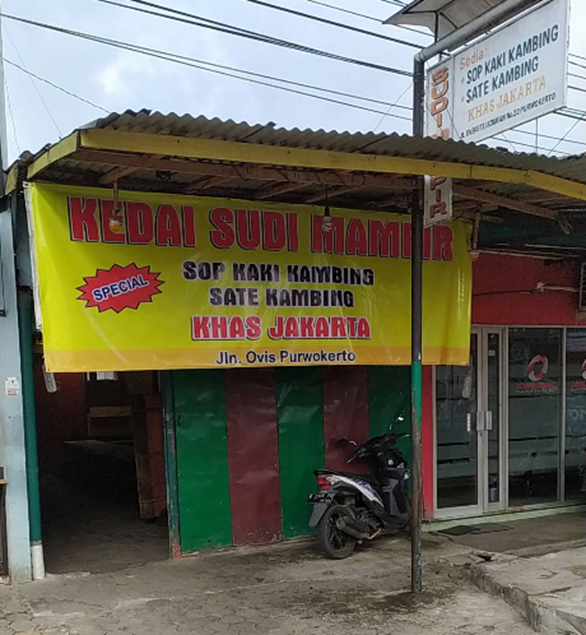 KEDAI SUDI MAMPIR
SPECIAL
SOP KAKI KAMBING
SATE KAMBING
KHAS JAKARTA
Jln. Ovis Purwokerto
Sedia:
• SOP KAKI KAMBING
• SATE KAMBING
KHAS JAKARTA